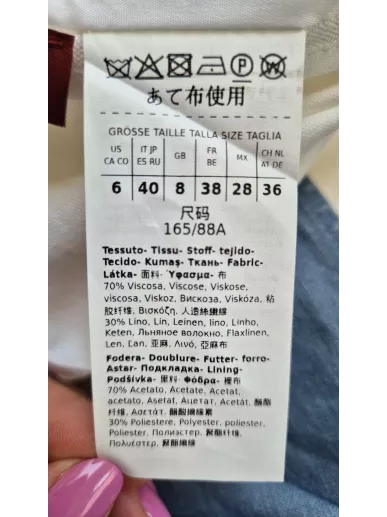 P
あて布使用
GRÖSSE TAILLE TALLA SIZE TAGLIA
US CA CO IT JP ES RU GB FR BE MX CH NL AT DE
6 40 8 38 28 36
尺码
165/88A
Tessuto- Tissu- Stoff- tejido-
Tecido- Kumaş- Ткань- Fabric-
Látka- 面料- Ύφασμα- 布
70% Viscosa, Viscose, Viskose,
viscosa, Viskoz, Вискоза, Viskóza, 粘
胶纤维, Βισκόζη, 人造絲纖維
30% Lino, Lin, Leinen, lino, Linho,
Keten, Льняное волокно, Flaxlinen,
Len, Ľan, 亚麻, Λινό, 亞麻布
Fodera- Doublure- Futter- forro-
Astar- Подкладка- Lining-
Podšívka- 里料- Φόδρα- 裡布
70% Acetato, Acetate, Acetat,
acetato, Asetat, Ацетат, Acetát, 醋酯
纤维, Ασετάτ, 醋酸纖維素
30% Poliestere, Polyester, poliester,
Poliester, Полиэстер, 聚酯纤维,
Πολυέστερ, 聚酯纖維